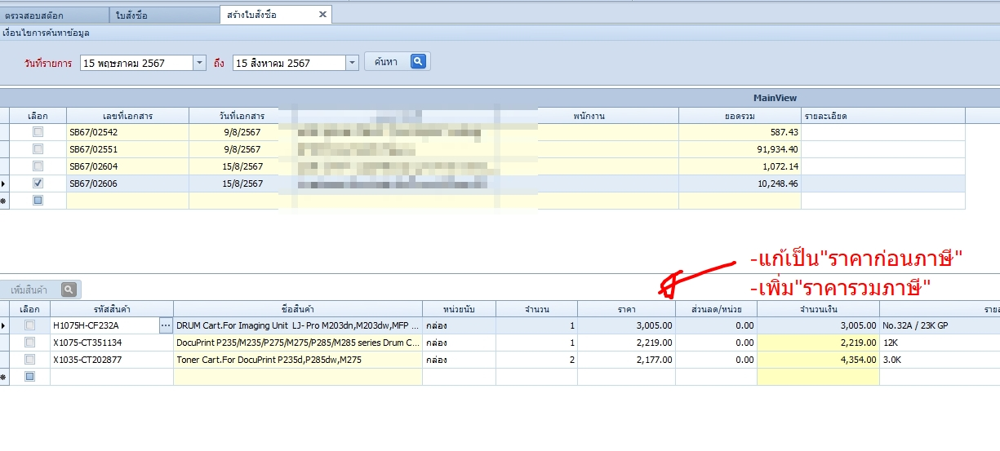 ตรวจสอบสต๊อก ใบสั่งซื้อ สร้างใบสั่งซื้อ
เงื่อนไขการค้นหาข้อมูล
วันที่รายการ 15 พฤษภาคม 2567 ถึง 15 สิงหาคม 2567 ค้นหา
MainView
เลือก เลขที่เอกสาร วันที่เอกสาร พนักงาน ยอดรวม รายละเอียด
SB67/02542 9/8/2567 587.43
SB67/02551 9/8/2567 91,934.40
SB67/02604 15/8/2567 1,072.14
SB67/02606 15/8/2567 10,248.46
-แก้เป็น"ราคาก่อนภาษี"
-เพิ่ม"ราคารวมภาษี"
เพิ่มสินค้า
เลือก รหัสสินค้า ชื่อสินค้า หน่วยนับ จำนวน ราคา ส่วนลด/หน่วย จำนวนเงิน
H1075H-CF232A ... DRUM Cart.For Imaging Unit LJ- Pro M203dn,M203dw,MFP ... กล่อง 1 3,005.00 0.00 3,005.00 No.32A / 23K GP
X1075-CT351134 DocuPrint P235/M235/P275/M275/P285/M285 series Drum C... กล่อง 1 2,219.00 0.00 2,219.00 12K
X1035-CT202877 Toner Cart.For DocuPrint P235d,P285dw,M275 กล่อง 2 2,177.00 0.00 4,354.00 3.0K